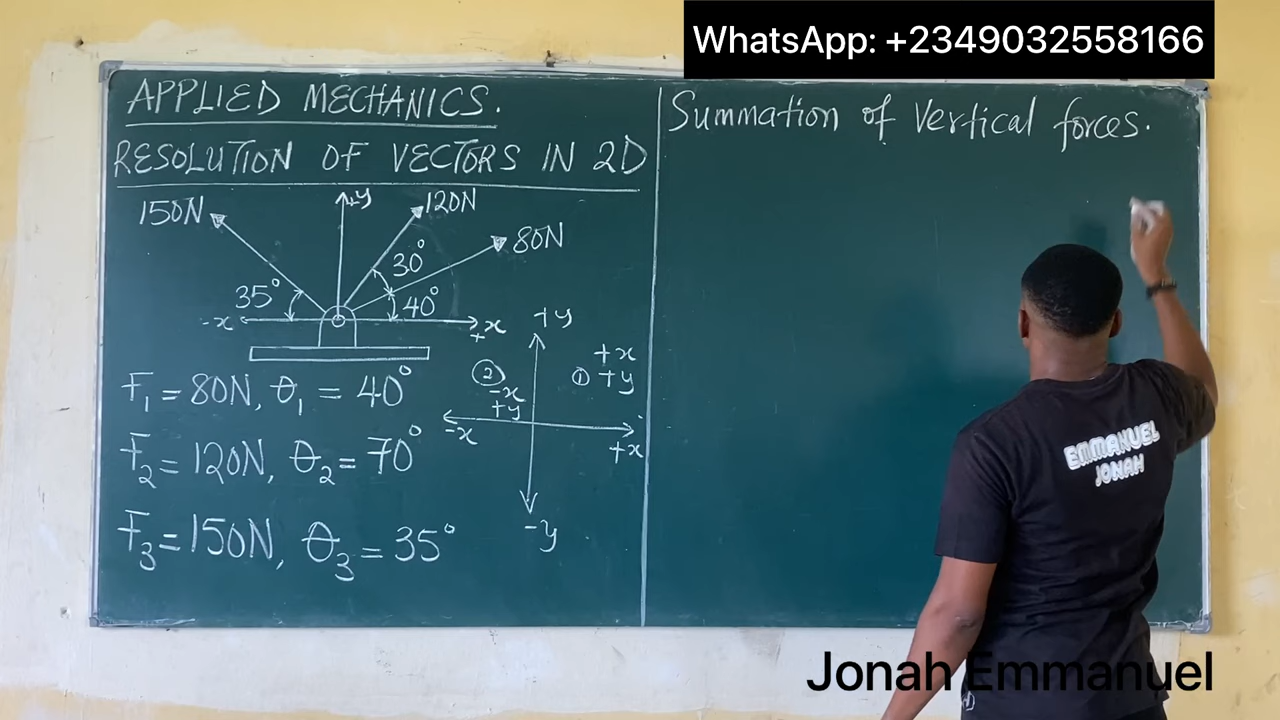 WhatsApp: +2349032558166
APPLIED MECHANICS.
RESOLUTION OF VECTORS IN 2D
150N
+y
120N
80N
30°
35°
40°
-x
+x
F₁ = 80N, θ₁ = 40°
F₂ = 120N, θ₂ = 70°
F₃ = 150N, θ₃ = 35°
+y
② -x
+y
① +x
+y
-x
+x
-y
Summation of vertical forces.
EMMANUEL
JONAH
Jonah Emmanuel